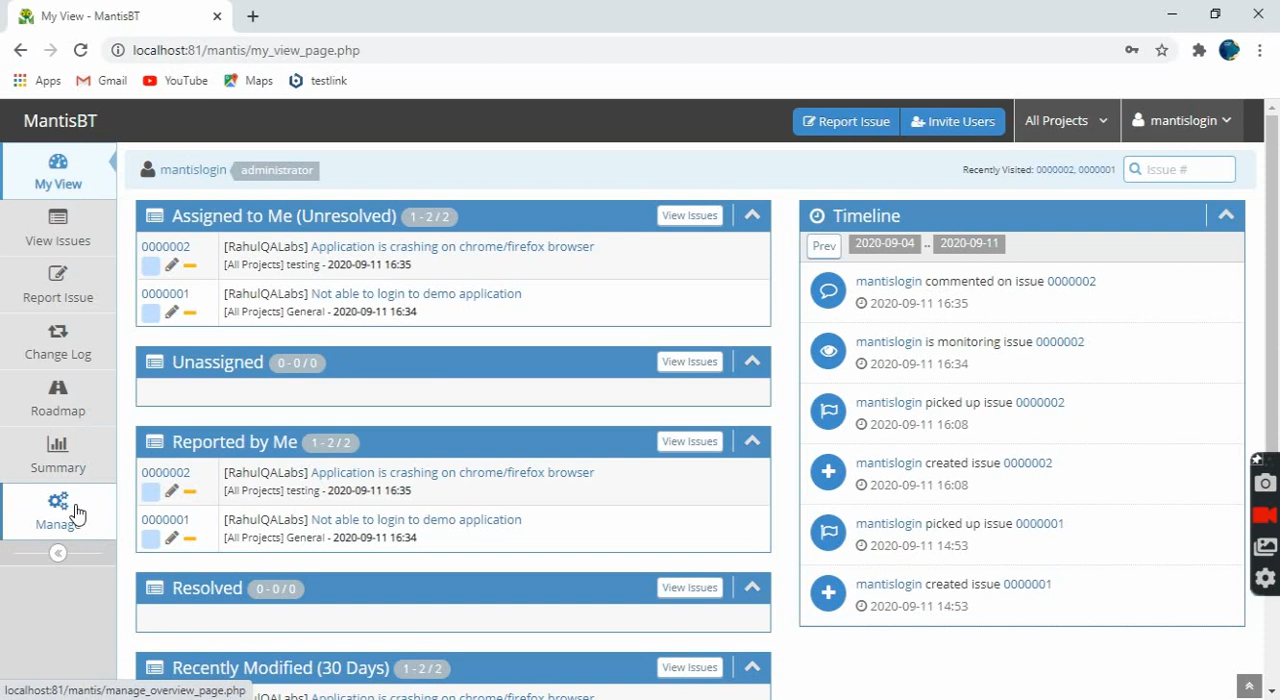 My View - MantisBT
localhost:81/mantis/my_view_page.php
Apps Gmail YouTube Maps testlink
MantisBT
Report Issue Invite Users All Projects mantislogin
My View
View Issues
Report Issue
Change Log
Roadmap
Summary
mantislogin administrator
Recently Visited: 0000002, 0000001 Issue #
Assigned to Me (Unresolved) 1 - 2 / 2 View Issues
0000002 [RahulQALabs] Application is crashing on chrome/firefox browser
[All Projects] testing - 2020-09-11 16:35
0000001 [RahulQALabs] Not able to login to demo application
[All Projects] General - 2020-09-11 16:34
Unassigned 0 - 0 / 0 View Issues
Reported by Me 1 - 2 / 2 View Issues
0000002 [RahulQALabs] Application is crashing on chrome/firefox browser
[All Projects] testing - 2020-09-11 16:35
0000001 [RahulQALabs] Not able to login to demo application
[All Projects] General - 2020-09-11 16:34
Resolved 0 - 0 / 0 View Issues
Recently Modified (30 Days) 1 - 2 / 2 View Issues
[RahulQALabs] Application is crashing on chrome/firefox browser
Timeline
Prev 2020-09-04 .. 2020-09-11
mantislogin commented on issue 0000002
2020-09-11 16:35
mantislogin is monitoring issue 0000002
2020-09-11 16:34
mantislogin picked up issue 0000002
2020-09-11 16:08
mantislogin created issue 0000002
2020-09-11 16:08
mantislogin picked up issue 0000001
2020-09-11 14:53
mantislogin created issue 0000001
2020-09-11 14:53
localhost:81/mantis/manage_overview_page.php